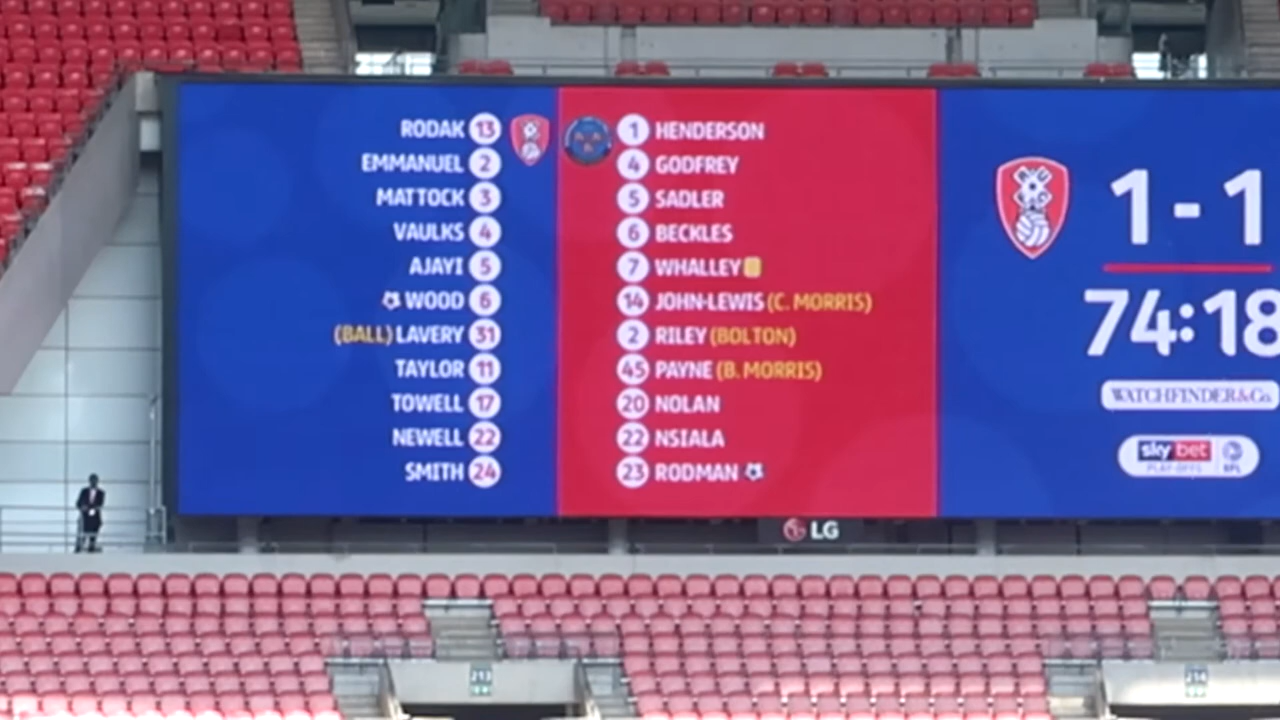 RODAK 13
EMMANUEL 2
MATTOCK 3
VAULKS 4
AJAYI 5
WOOD 6
(BALL) LAVERY 31
TAYLOR 11
TOWELL 17
NEWELL 22
SMITH 24
1 HENDERSON
4 GODFREY
5 SADLER
6 BECKLES
7 WHALLEY
14 JOHN-LEWIS (C. MORRIS)
2 RILEY (BOLTON)
45 PAYNE (B. MORRIS)
20 NOLAN
22 NSIALA
23 RODMAN
1 - 1
74:18
WATCHFINDER&Co.
sky bet
PLAY-OFFS EFL
LG
213
214